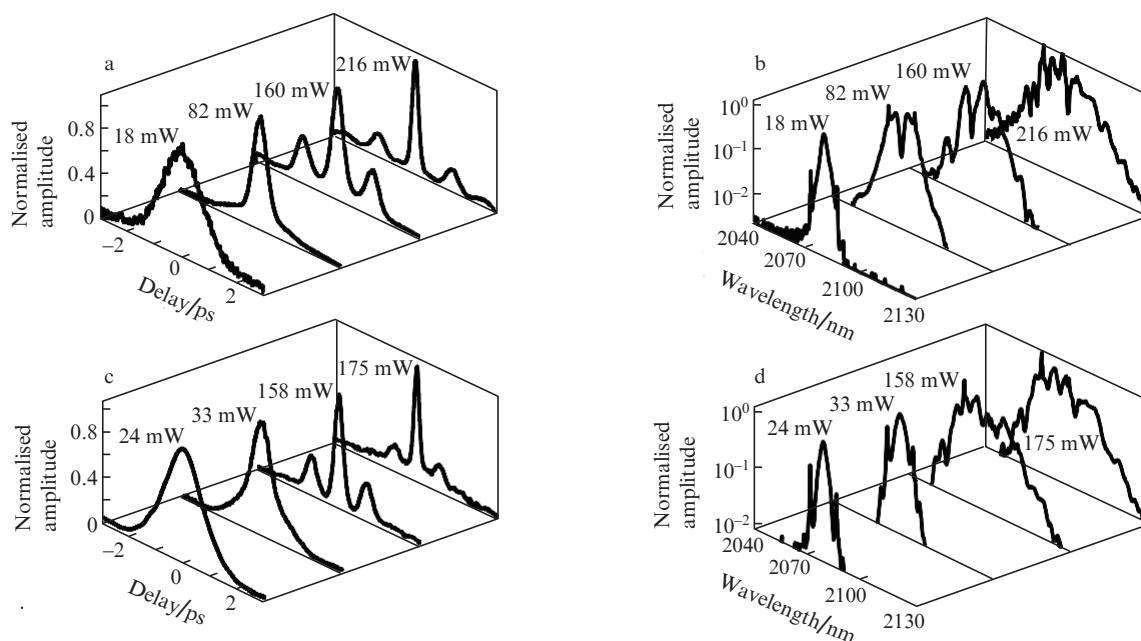 a
Normalised
amplitude
0.8
0.4
0
18 mW
82 mW
160 mW
216 mW
−2
0
2
Delay/ps
b
Normalised
amplitude
10^0
10^-1
10^-2
18 mW
82 mW
160 mW
216 mW
2040
2070
2100
2130
Wavelength/nm
c
Normalised
amplitude
0.8
0.4
0
24 mW
33 mW
158 mW
175 mW
−2
0
2
Delay/ps
d
Normalised
amplitude
10^0
10^-1
10^-2
24 mW
33 mW
158 mW
175 mW
2040
2070
2100
2130
Wavelength/nm